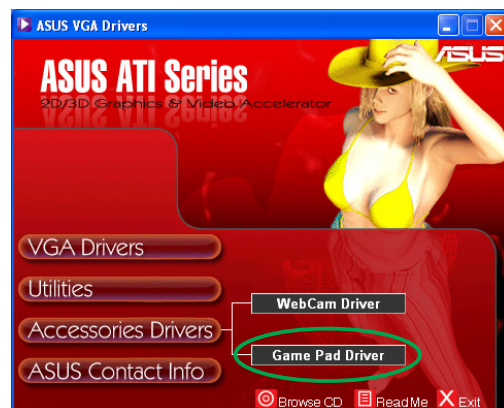 ASUS VGA Drivers
/SUS
ASUS ATI Series
2D/3D Graphics & Video Accelerator
VGA Drivers
Utilities
WebCam Driver
Accessories Drivers
Game Pad Driver
ASUS Contact Info
Browse CD ReadMe Exit